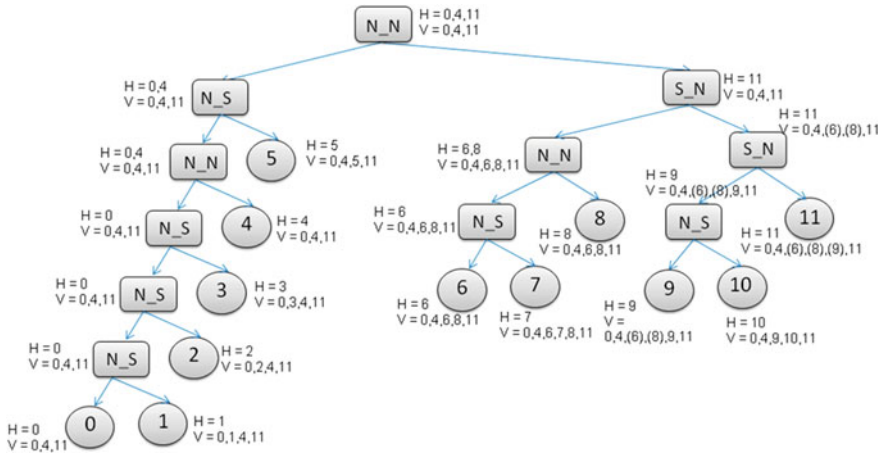 N_N
H = 0,4,11
V = 0,4,11
H = 0,4
V = 0,4,11
N_S
S_N
H = 11
V = 0,4,11
H = 0,4
V = 0,4,11
N_N
5
H = 5
V = 0,4,5,11
H = 6,8
V = 0,4,6,8,11
N_N
S_N
H = 11
V = 0,4,(6),(8),11
H = 0
V = 0,4,11
N_S
4
H = 4
V = 0,4,11
H = 6
V = 0,4,6,8,11
N_S
8
H = 8
V = 0,4,6,8,11
H = 9
V = 0,4,(6),(8),9,11
N_S
11
H = 11
V = 0,4,(6),(8),(9),11
H = 0
V = 0,4,11
N_S
3
H = 3
V = 0,3,4,11
6
H = 6
V = 0,4,6,8,11
7
H = 7
V = 0,4,6,7,8,11
9
H = 9
V =
0,4,(6),(8),9,11
10
H = 10
V = 0,4,9,10,11
H = 0
V = 0,4,11
N_S
2
H = 2
V = 0,2,4,11
H = 0
V = 0,4,11
0
1
H = 1
V = 0,1,4,11